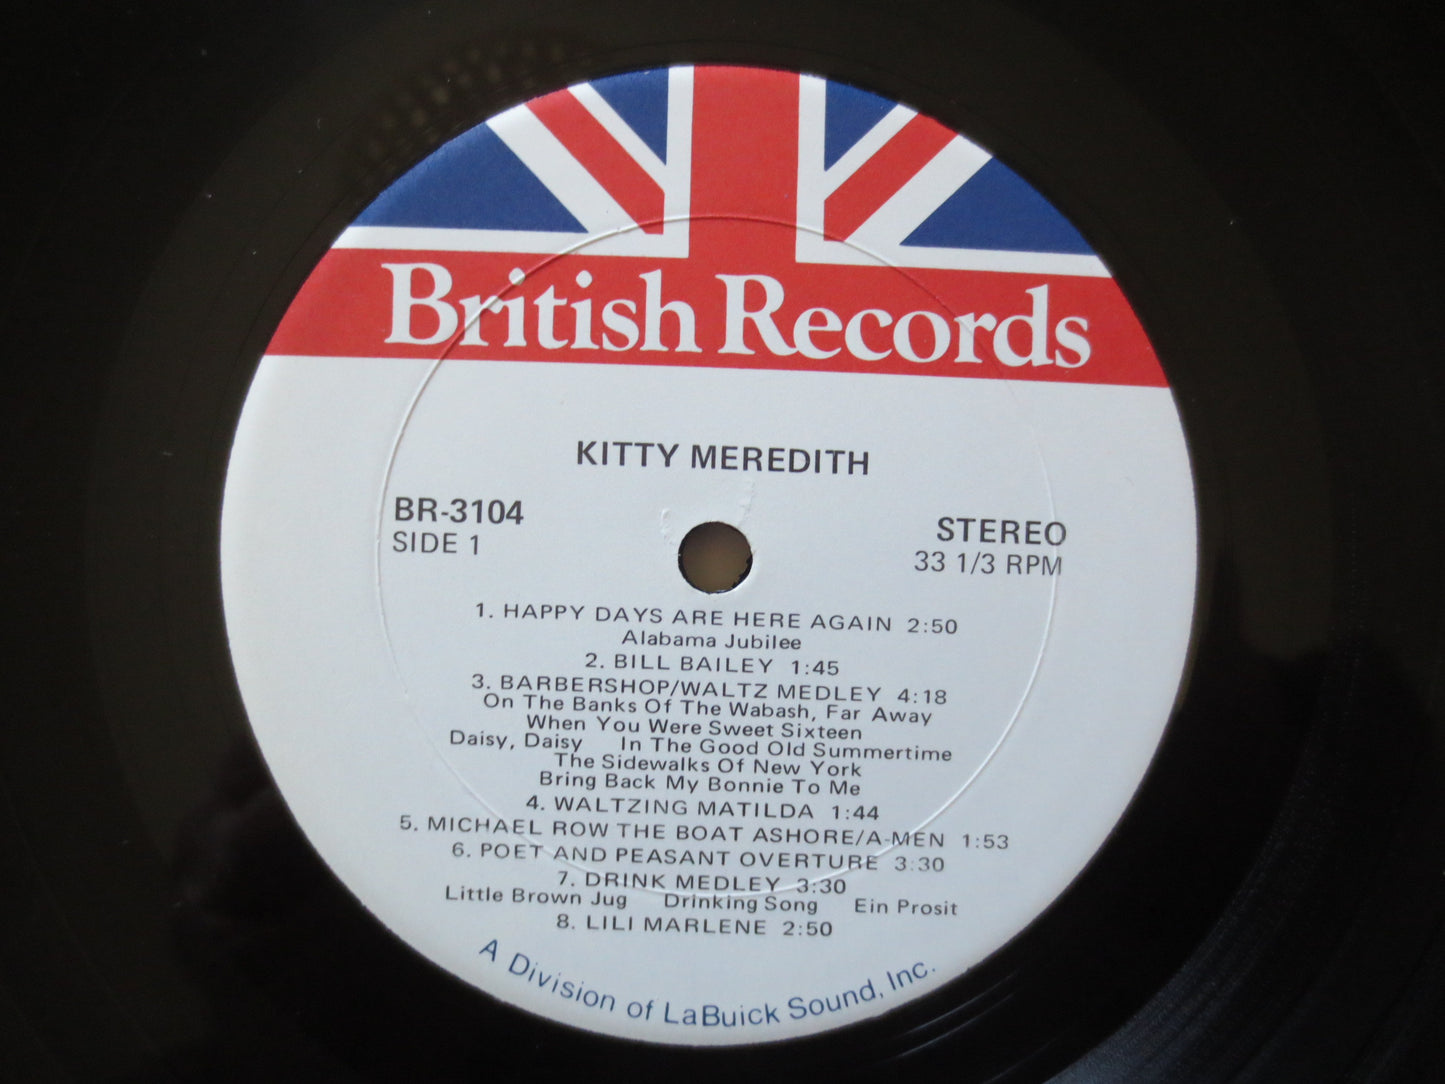 British Records
KITTY MEREDITH
BR-3104
SIDE 1
STEREO
33 1/3 RPM
1. HAPPY DAYS ARE HERE AGAIN 2:50
Alabama Jubilee
2. BILL BAILEY 1:45
3. BARBERSHOP/WALTZ MEDLEY 4:18
On The Banks Of The Wabash, Far Away
When You Were Sweet Sixteen
Daisy, Daisy In The Good Old Summertime
The Sidewalks Of New York
Bring Back My Bonnie To Me
4. WALTZING MATILDA 1:44
5. MICHAEL ROW THE BOAT ASHORE/A-MEN 1:53
6. POET AND PEASANT OVERTURE 3:30
7. DRINK MEDLEY 3:30
Little Brown Jug Drinking Song Ein Prosit
8. LILI MARLENE 2:50
A Division of LaBuick Sound, Inc.